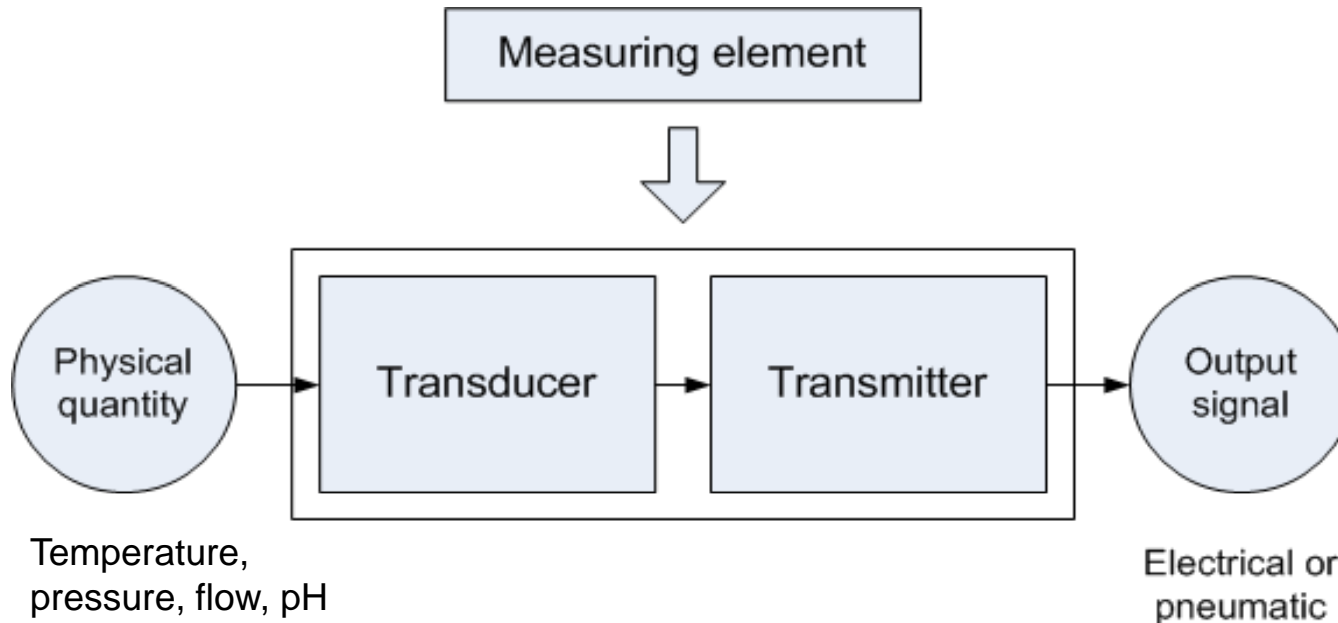 Measuring element
Physical
quantity
Transducer
Transmitter
Output
signal
Temperature,
pressure, flow, pH
Electrical or
pneumatic